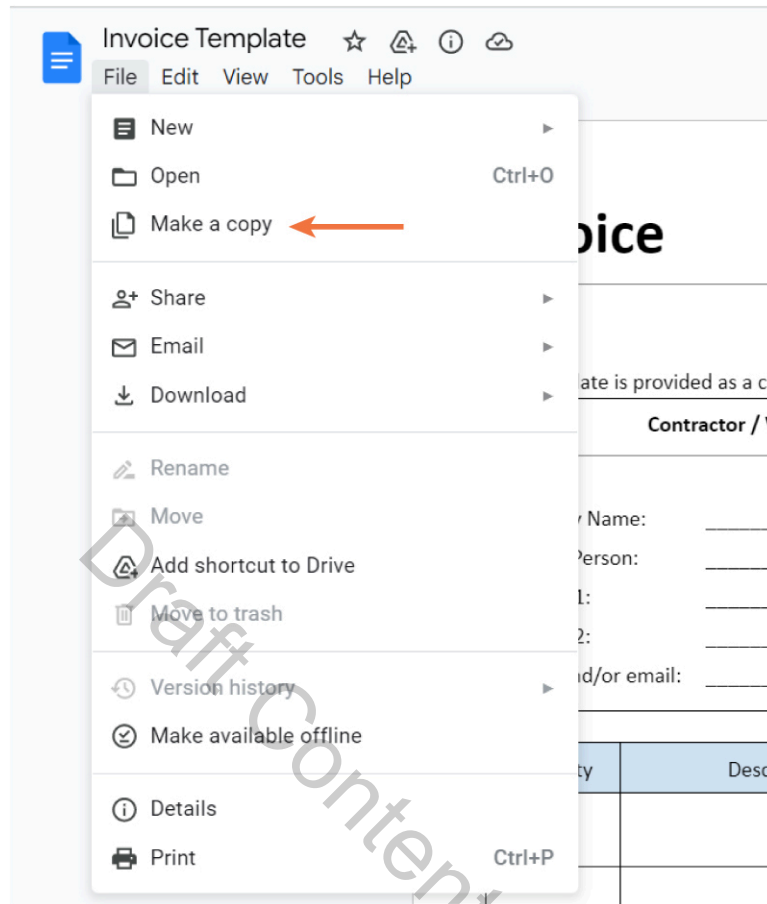 Invoice Template
File Edit View Tools Help
New
Open Ctrl+O
Make a copy
oice
Share
Email
ate is provided as a c
Download
Contractor /
Rename
Move
Name:
Person:
Add shortcut to Drive
1:
Move to trash
2:
nd/or email:
Version history
Make available offline
ty Desc
Details
Print Ctrl+P
Draft Content